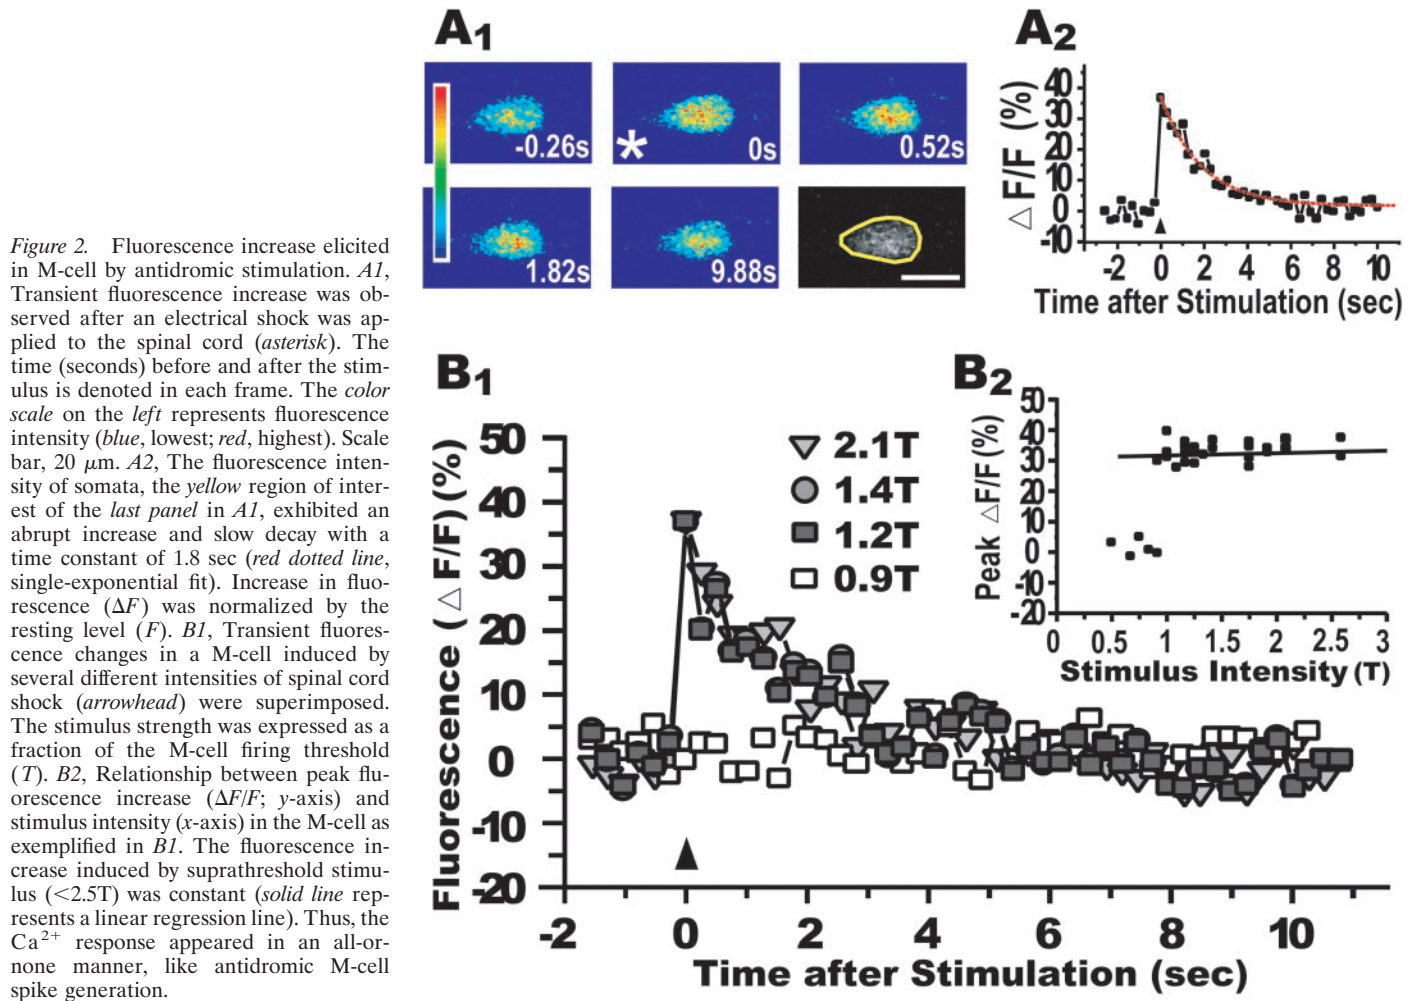 Figure 2. Fluorescence increase elicited
in M-cell by antidromic stimulation. A1,
Transient fluorescence increase was ob-
served after an electrical shock was ap-
plied to the spinal cord (asterisk). The
time (seconds) before and after the stim-
ulus is denoted in each frame. The color
scale on the left represents fluorescence
intensity (blue, lowest; red, highest). Scale
bar, 20 μm. A2, The fluorescence inten-
sity of somata, the yellow region of inter-
est of the last panel in A1, exhibited an
abrupt increase and slow decay with a
time constant of 1.8 sec (red dotted line,
single-exponential fit). Increase in fluo-
rescence (ΔF) was normalized by the
resting level (F). B1, Transient fluores-
cence changes in a M-cell induced by
several different intensities of spinal cord
shock (arrowhead) were superimposed.
The stimulus strength was expressed as a
fraction of the M-cell firing threshold
(T). B2, Relationship between peak flu-
orescence increase (ΔF/F; y-axis) and
stimulus intensity (x-axis) in the M-cell as
exemplified in B1. The fluorescence in-
crease induced by suprathreshold stimu-
lus (<2.5T) was constant (solid line rep-
resents a linear regression line). Thus, the
Ca²⁺ response appeared in an all-or-
none manner, like antidromic M-cell
spike generation.
A1
-0.26s
*
0s
0.52s
1.82s
9.88s
A2
△F/F (%)
40
30
20
10
0
-10
-2 0 2 4 6 8 10
Time after Stimulation (sec)
B1
Fluorescence (△F/F) (%)
50
40
30
20
10
0
-10
-20
-2 0 2 4 6 8 10
Time after Stimulation (sec)
2.1T
1.4T
1.2T
0.9T
B2
Peak △F/F (%)
50
40
30
20
10
0
-10
-20
0 0.5 1 1.5 2 2.5 3
Stimulus Intensity (T)